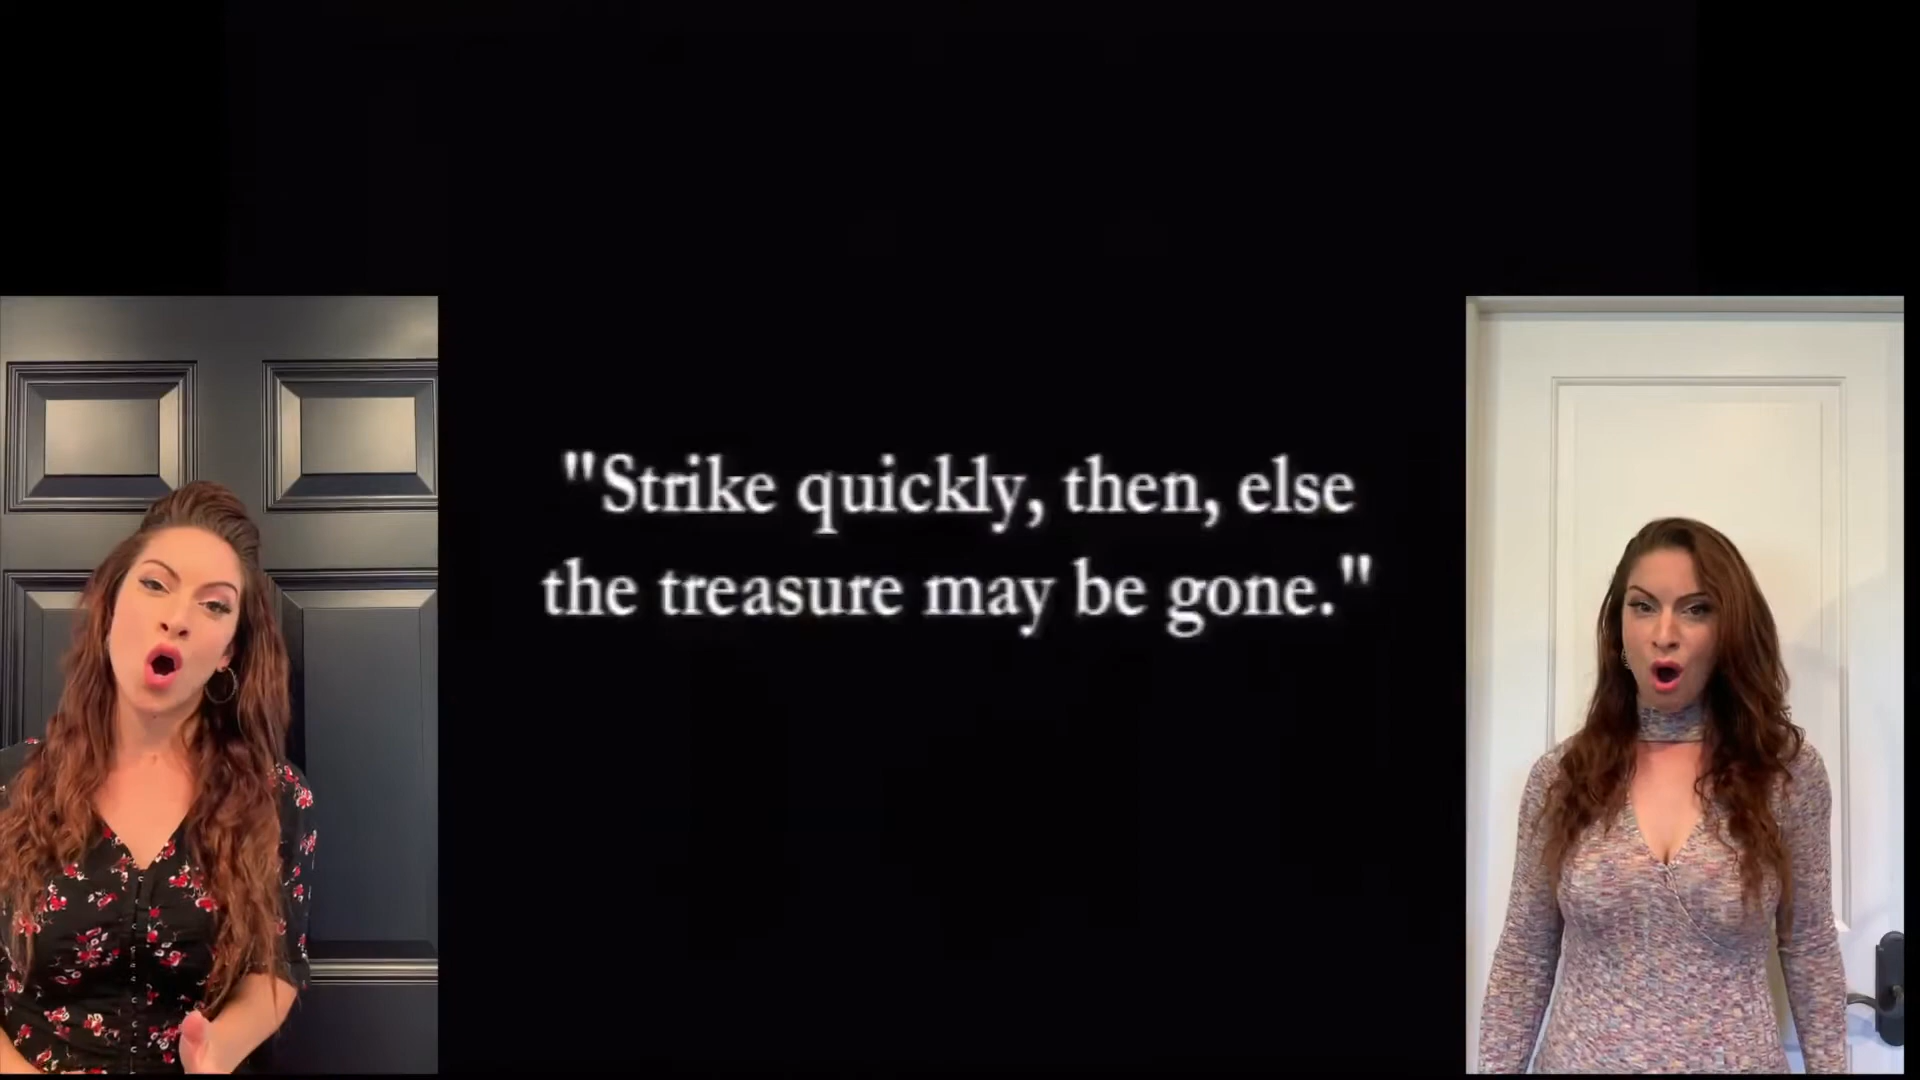 "Strike quickly, then, else
the treasure may be gone."